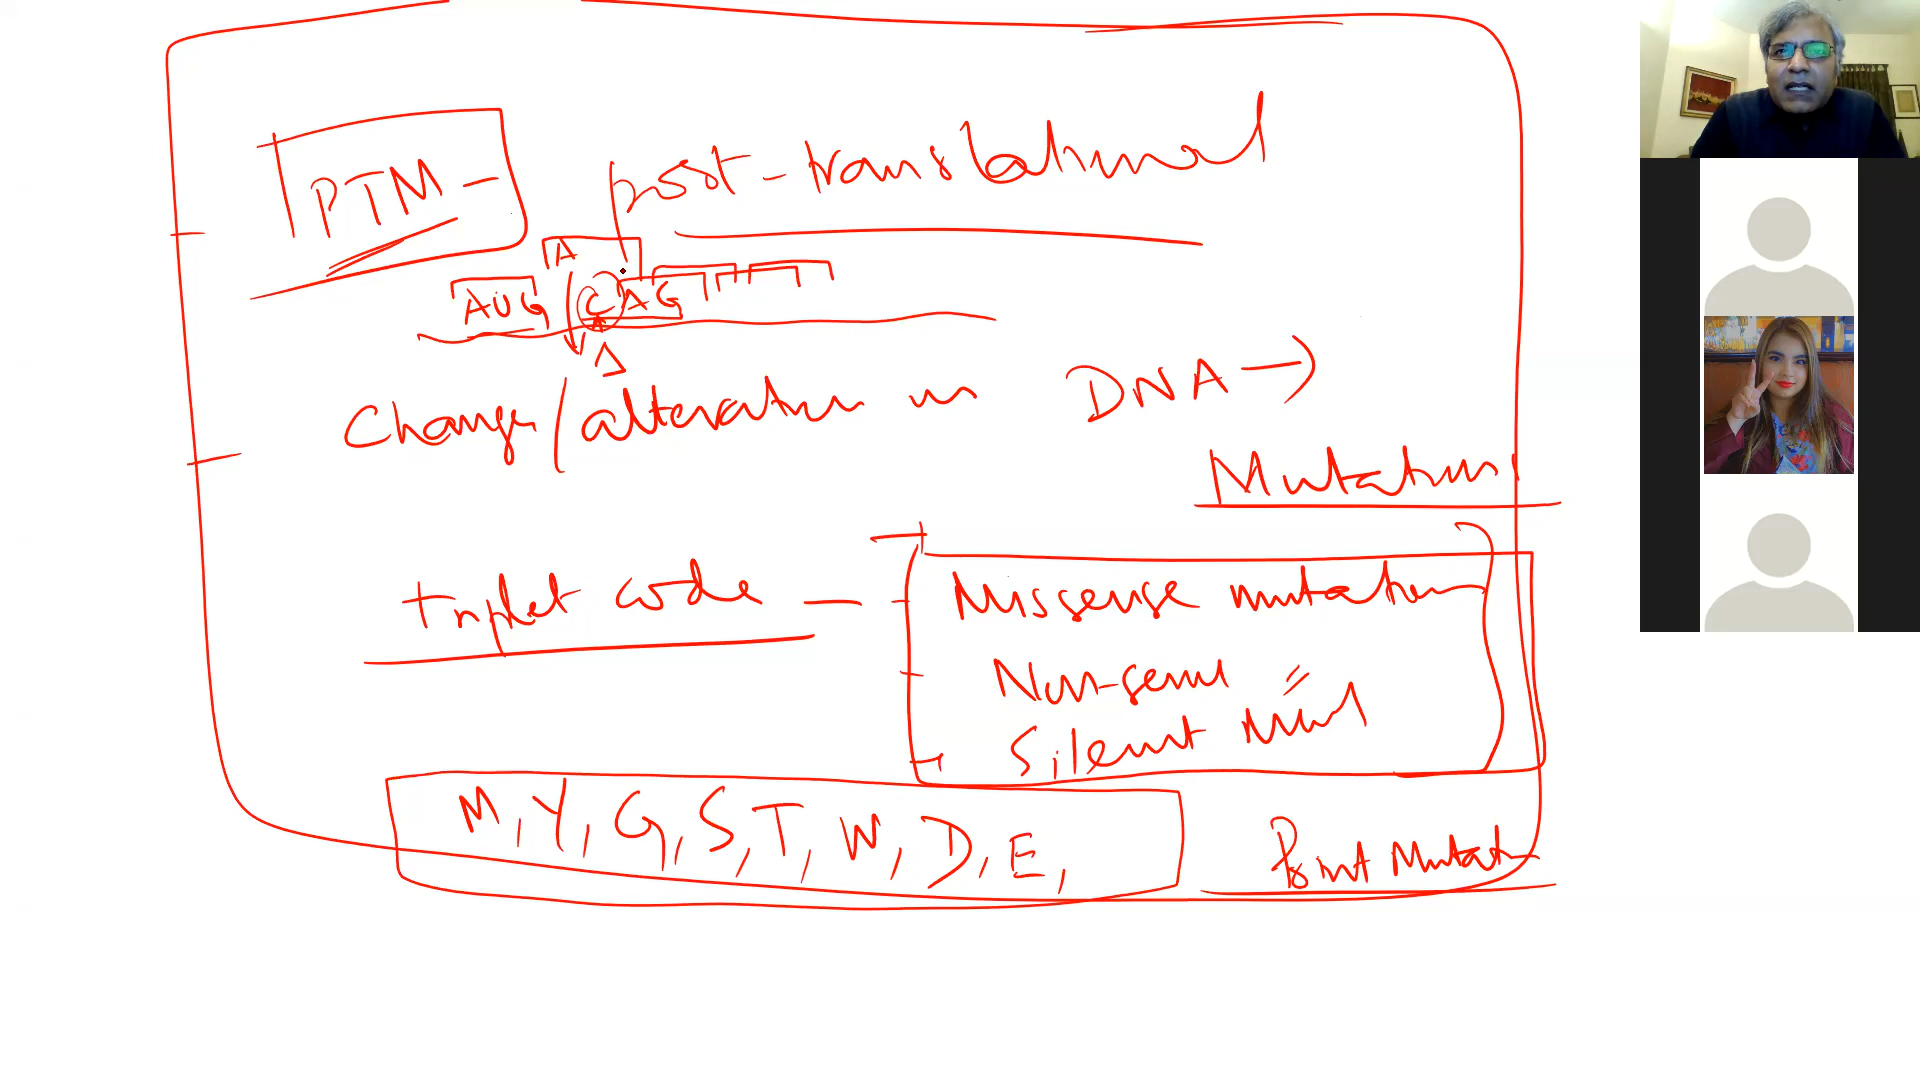 PTM - post-translational
A
AUG CAG
A
Change/alteration in DNA →
Mutation
triplet code - Missense mutation
Non-sense "
Silent Mut
M, Y, G, S, T, W, D, E,
Point Mutatn